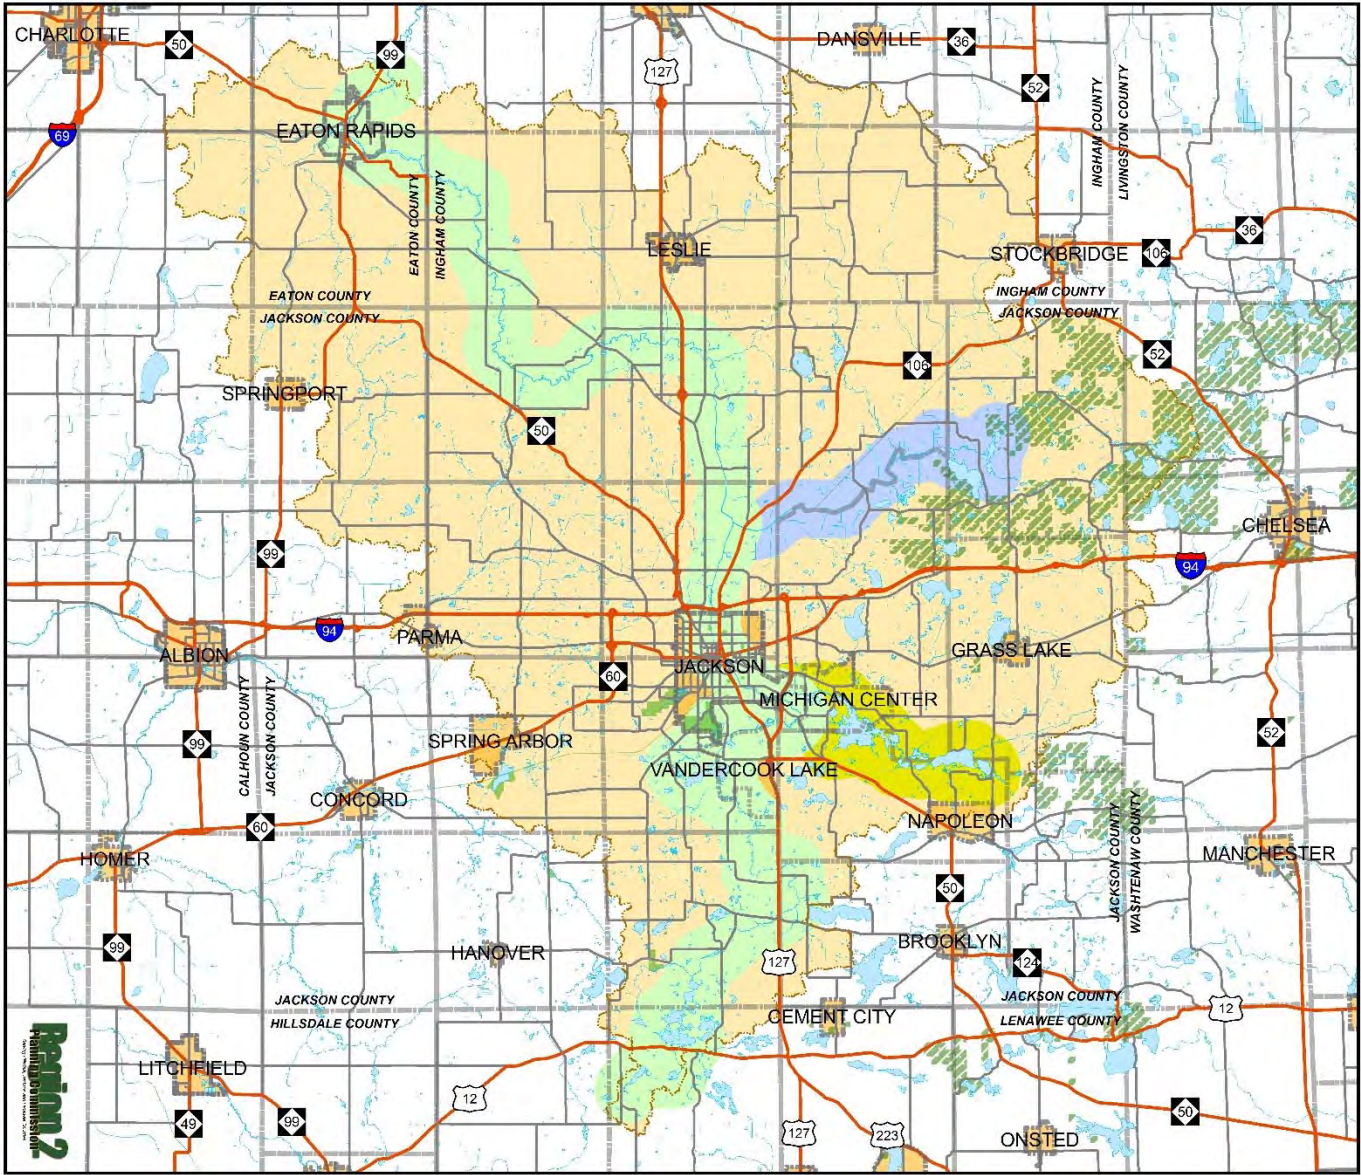 CHARLOTTE
50
99
127
DANSVILLE
36
52
69
EATON RAPIDS
INGHAM COUNTY
LIVINGSTON COUNTY
EATON COUNTY
INGHAM COUNTY
LESLIE
STOCKBRIDGE
106
36
EATON COUNTY
JACKSON COUNTY
INGHAM COUNTY
JACKSON COUNTY
52
106
SPRINGPORT
50
CHELSEA
99
94
94
PARMA
ALBION
JACKSON
GRASS LAKE
60
MICHIGAN CENTER
CALHOUN COUNTY
JACKSON COUNTY
99
SPRING ARBOR
52
VANDERCOOK LAKE
CONCORD
NAPOLEON
60
HOMER
MANCHESTER
JACKSON COUNTY
WASHTENAW COUNTY
50
99
HANOVER
127
BROOKLYN
124
JACKSON COUNTY
HILLSDALE COUNTY
JACKSON COUNTY
LENAWEE COUNTY
12
CEMENT CITY
Region 2
Planning Commission
LITCHFIELD
12
49
99
127
223
ONSTED
50